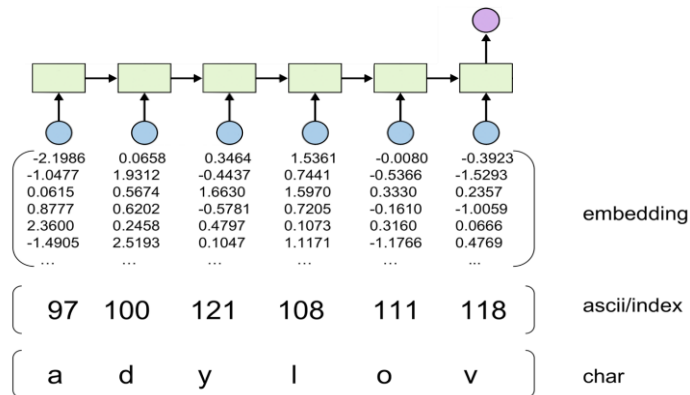 -2.1986 0.0658 0.3464 1.5361 -0.0080 -0.3923
-1.0477 1.9312 -0.4437 0.7441 -0.5366 -1.5293
0.0615 0.5674 1.6630 1.5970 0.3330 0.2357
0.8777 0.6202 -0.5781 0.7205 -0.1610 -1.0059
2.3600 0.2458 0.4797 0.1073 0.3160 0.0666
-1.4905 2.5193 0.1047 1.1171 -1.1766 0.4769
... ... ... ... ... ...
embedding
97 100 121 108 111 118
ascii/index
a d y l o v
char